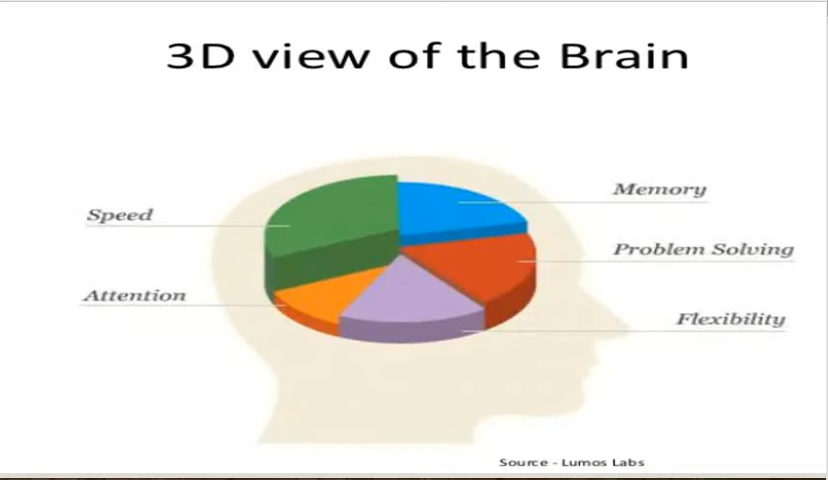 3D view of the Brain
Memory
Speed
Problem Solving
Attention
Flexibility
Source - Lumos Labs